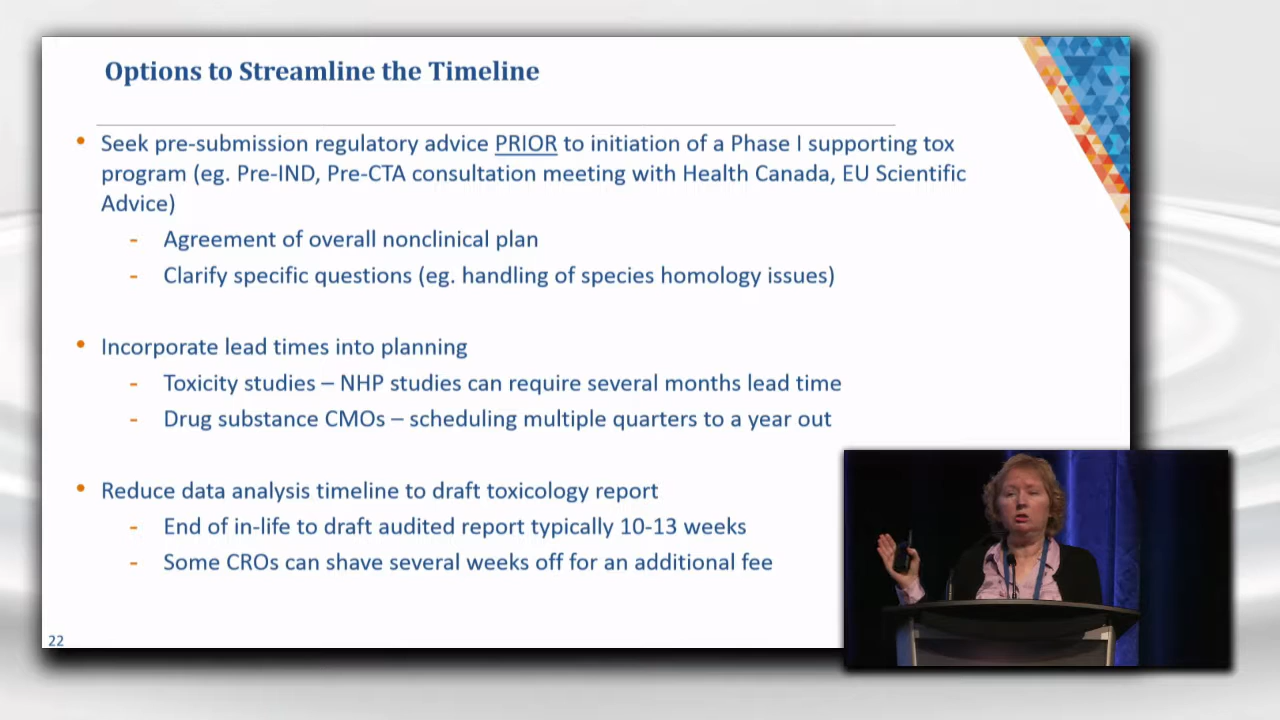 Options to Streamline the Timeline
• Seek pre-submission regulatory advice PRIOR to initiation of a Phase I supporting tox
program (eg. Pre-IND, Pre-CTA consultation meeting with Health Canada, EU Scientific
Advice)
- Agreement of overall nonclinical plan
- Clarify specific questions (eg. handling of species homology issues)
• Incorporate lead times into planning
- Toxicity studies – NHP studies can require several months lead time
- Drug substance CMOs – scheduling multiple quarters to a year out
• Reduce data analysis timeline to draft toxicology report
- End of in-life to draft audited report typically 10-13 weeks
- Some CROs can shave several weeks off for an additional fee
22